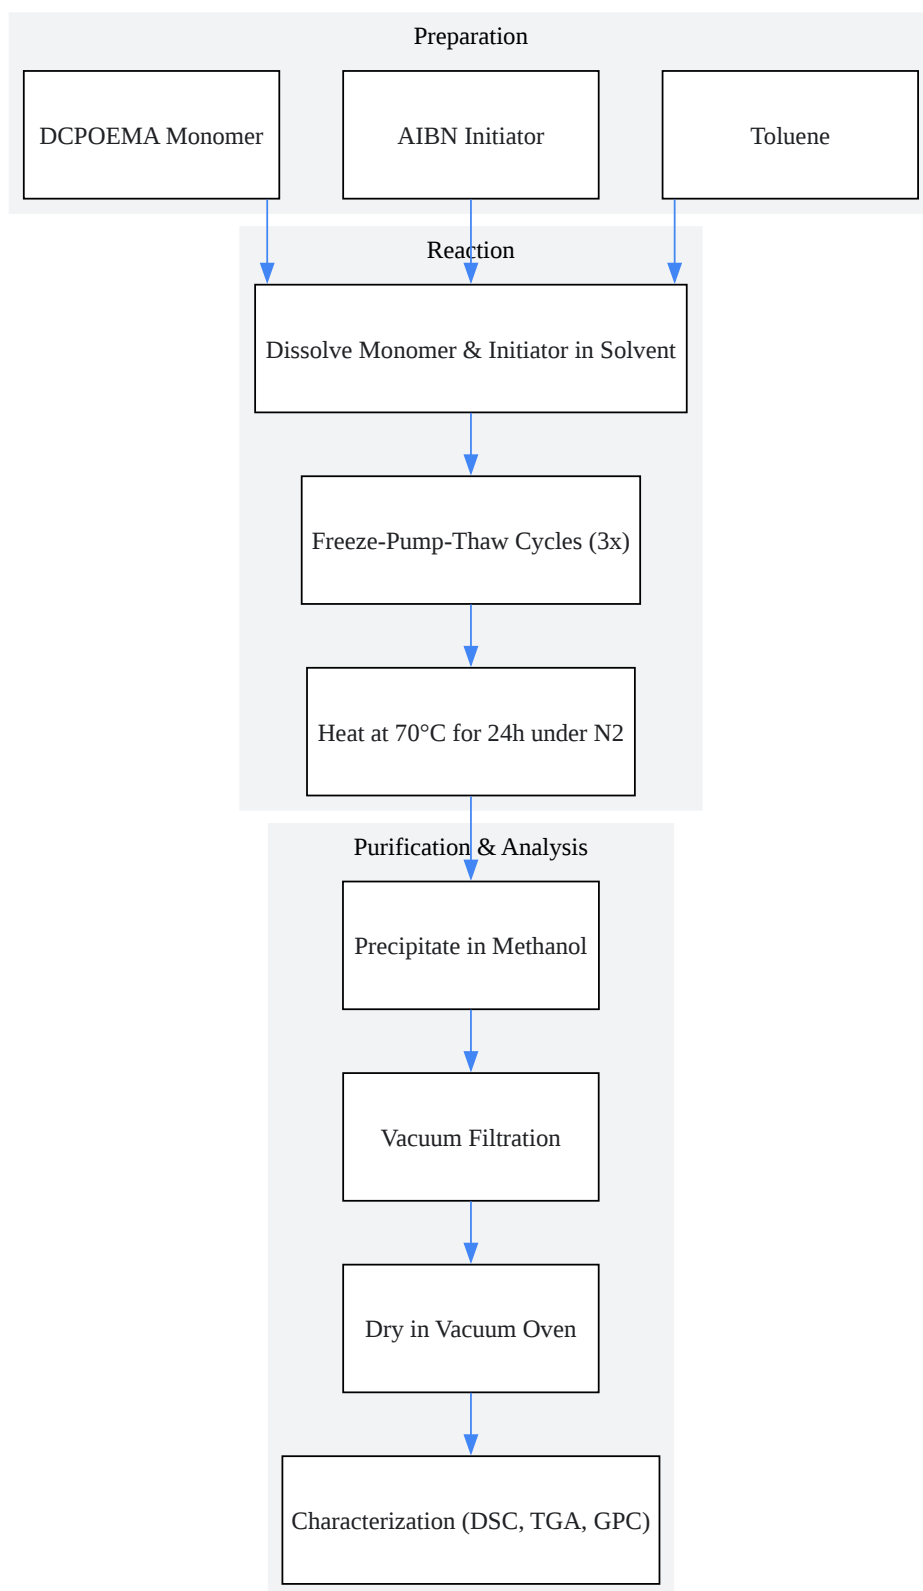 Preparation
DCPOEMA Monomer
AIBN Initiator
Toluene
Reaction
Dissolve Monomer & Initiator in Solvent
Freeze-Pump-Thaw Cycles (3x)
Heat at 70°C for 24h under N2
Purification & Analysis
Precipitate in Methanol
Vacuum Filtration
Dry in Vacuum Oven
Characterization (DSC, TGA, GPC)